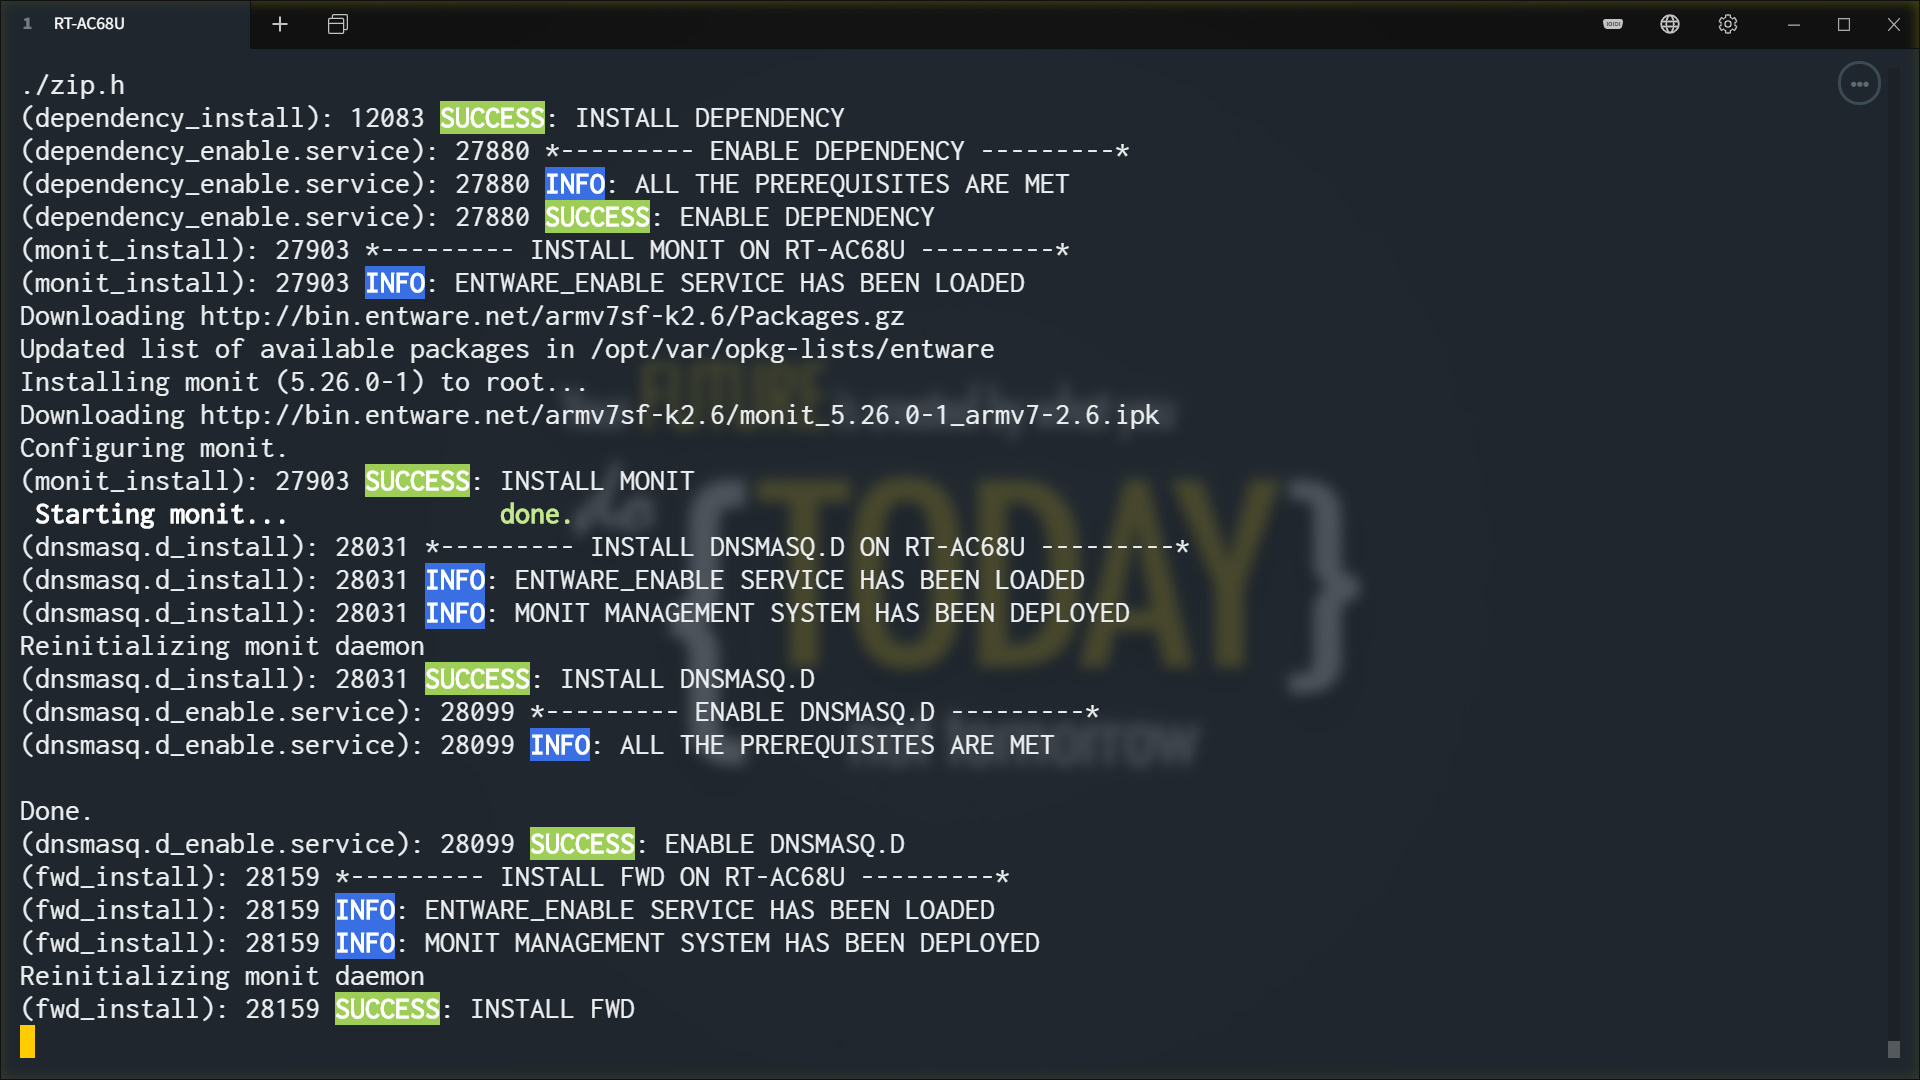 1 RT-AC68U
./zip.h
(dependency_install): 12083 SUCCESS: INSTALL DEPENDENCY
(dependency_enable.service): 27880 *--------- ENABLE DEPENDENCY ---------*
(dependency_enable.service): 27880 INFO: ALL THE PREREQUISITES ARE MET
(dependency_enable.service): 27880 SUCCESS: ENABLE DEPENDENCY
(monit_install): 27903 *--------- INSTALL MONIT ON RT-AC68U ---------*
(monit_install): 27903 INFO: ENTWARE_ENABLE SERVICE HAS BEEN LOADED
Downloading http://bin.entware.net/armv7sf-k2.6/Packages.gz
Updated list of available packages in /opt/var/opkg-lists/entware
Installing monit (5.26.0-1) to root...
Downloading http://bin.entware.net/armv7sf-k2.6/monit_5.26.0-1_armv7-2.6.ipk
Configuring monit.
(monit_install): 27903 SUCCESS: INSTALL MONIT
Starting monit... done.
(dnsmasq.d_install): 28031 *--------- INSTALL DNSMASQ.D ON RT-AC68U ---------*
(dnsmasq.d_install): 28031 INFO: ENTWARE_ENABLE SERVICE HAS BEEN LOADED
(dnsmasq.d_install): 28031 INFO: MONIT MANAGEMENT SYSTEM HAS BEEN DEPLOYED
Reinitializing monit daemon
(dnsmasq.d_install): 28031 SUCCESS: INSTALL DNSMASQ.D
(dnsmasq.d_enable.service): 28099 *--------- ENABLE DNSMASQ.D ---------*
(dnsmasq.d_enable.service): 28099 INFO: ALL THE PREREQUISITES ARE MET
Done.
(dnsmasq.d_enable.service): 28099 SUCCESS: ENABLE DNSMASQ.D
(fwd_install): 28159 *--------- INSTALL FWD ON RT-AC68U ---------*
(fwd_install): 28159 INFO: ENTWARE_ENABLE SERVICE HAS BEEN LOADED
(fwd_install): 28159 INFO: MONIT MANAGEMENT SYSTEM HAS BEEN DEPLOYED
Reinitializing monit daemon
(fwd_install): 28159 SUCCESS: INSTALL FWD
FUTURE
{TODAY}
tomorrow